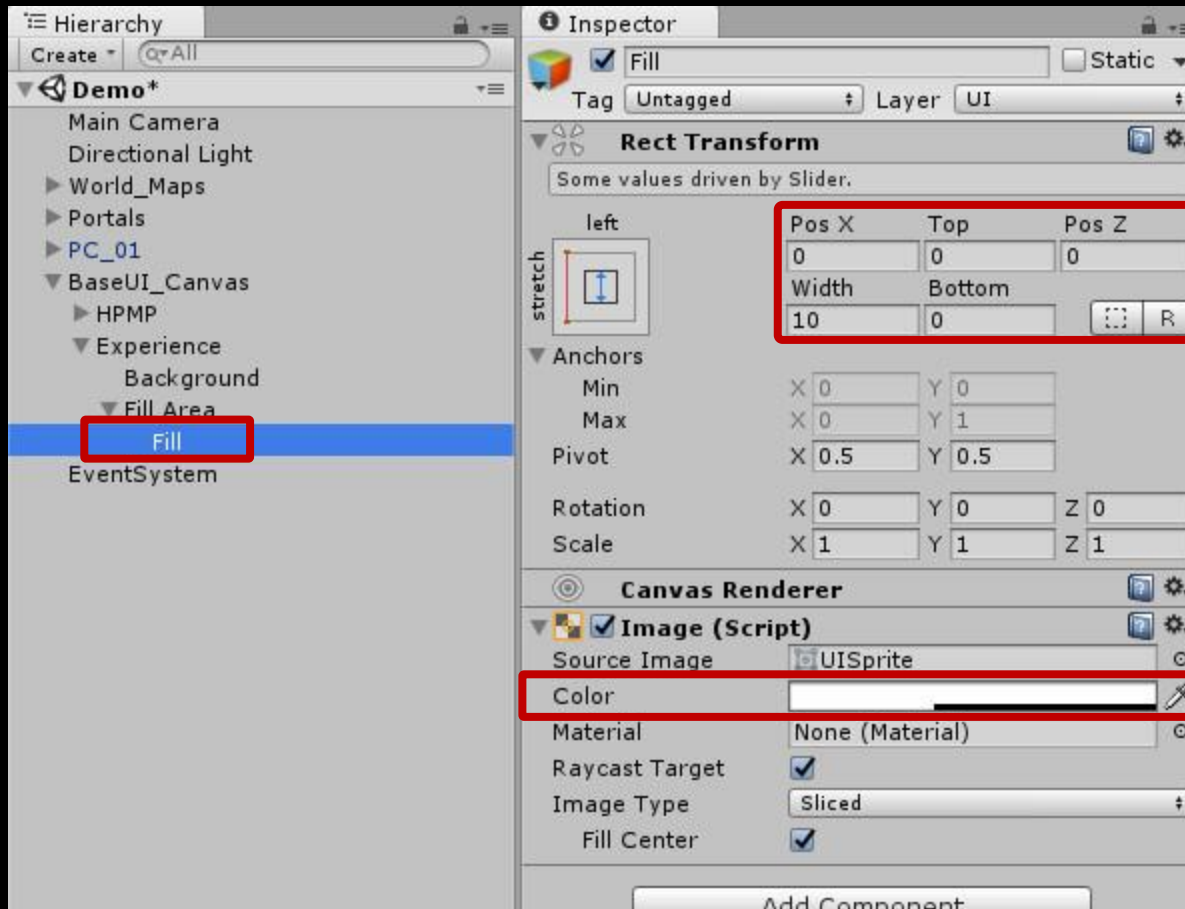 Hierarchy
Create All
Demo*
Main Camera
Directional Light
World_Maps
Portals
PC_01
BaseUI_Canvas
HPMP
Experience
Background
Fill Area
Fill
EventSystem
Inspector
Fill Static
Tag Untagged Layer UI
Rect Transform
Some values driven by Slider.
left Pos X Top Pos Z
0 0 0
stretch
Width Bottom
10 0 R
Anchors
Min X 0 Y 0
Max X 0 Y 1
Pivot X 0.5 Y 0.5
Rotation X 0 Y 0 Z 0
Scale X 1 Y 1 Z 1
Canvas Renderer
Image (Script)
Source Image UISprite
Color
Material None (Material)
Raycast Target
Image Type Sliced
Fill Center
Add Component